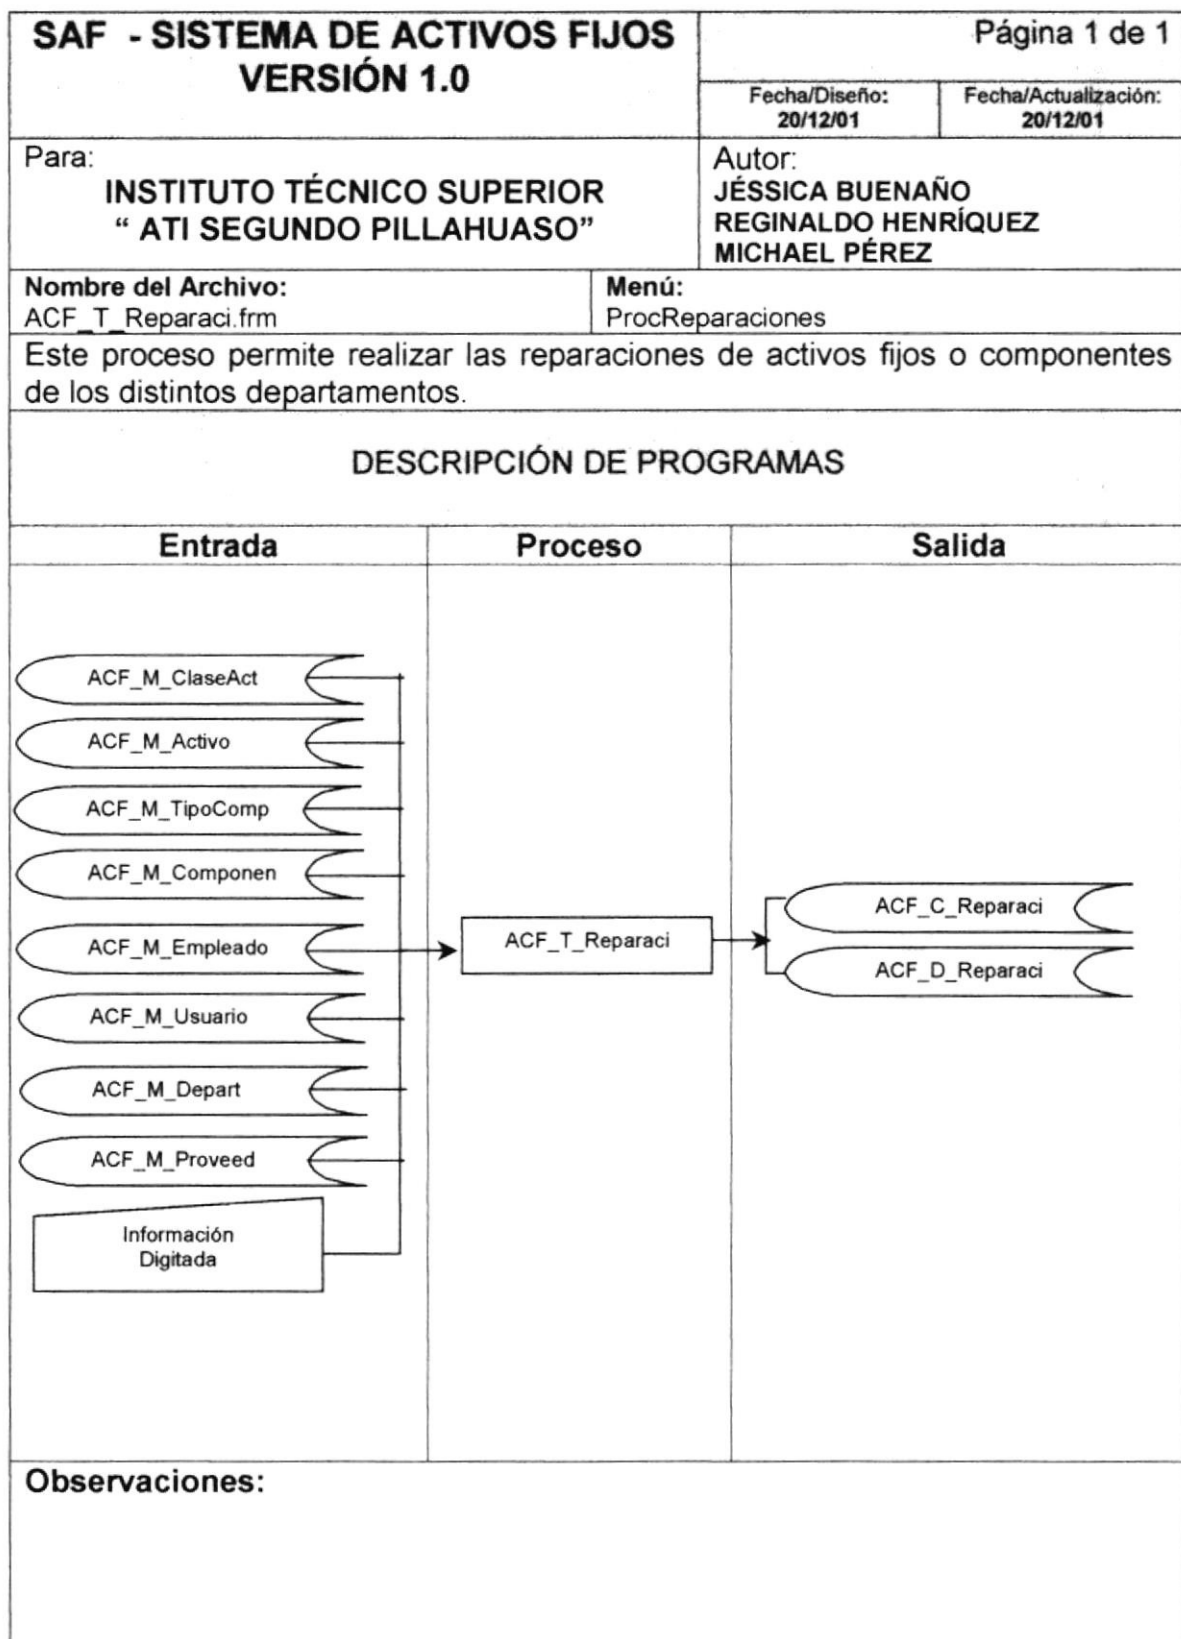 SAF - SISTEMA DE ACTIVOS FIJOS
VERSIÓN 1.0
Página 1 de 1
Fecha/Diseño:
20/12/01
Fecha/Actualización:
20/12/01
Para:
INSTITUTO TÉCNICO SUPERIOR
“ ATI SEGUNDO PILLAHUASO”
Autor:
JÉSSICA BUENAÑO
REGINALDO HENRÍQUEZ
MICHAEL PÉREZ
Nombre del Archivo:
ACF_T_Reparaci.frm
Menú:
ProcReparaciones
Este proceso permite realizar las reparaciones de activos fijos o componentes
de los distintos departamentos.
DESCRIPCIÓN DE PROGRAMAS
Entrada
Proceso
Salida
ACF_M_ClaseAct
ACF_M_Activo
ACF_M_TipoComp
ACF_M_Componen
ACF_M_Empleado
ACF_M_Usuario
ACF_M_Depart
ACF_M_Proveed
Información
Digitada
ACF_T_Reparaci
ACF_C_Reparaci
ACF_D_Reparaci
Observaciones: